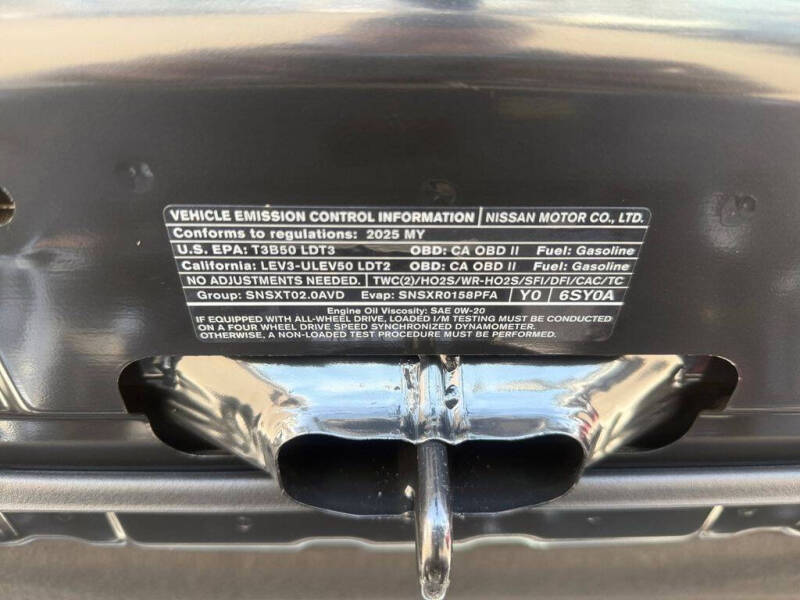 VEHICLE EMISSION CONTROL INFORMATION NISSAN MOTOR CO., LTD.
Conforms to regulations: 2025 MY
U.S. EPA: T3B50 LDT3 OBD: CA OBD II Fuel: Gasoline
California: LEV3-ULEV50 LDT2 OBD: CA OBD II Fuel: Gasoline
NO ADJUSTMENTS NEEDED. TWC(2)/HO2S/WR-HO2S/SFI/DFI/CAC/TC
Group: SNSXT02.0AVD Evap: SNSXR0158PFA Y0 6SY0A
Engine Oil Viscosity: SAE 0W-20
IF EQUIPPED WITH ALL-WHEEL DRIVE, LOADED I/M TESTING MUST BE CONDUCTED
ON A FOUR WHEEL DRIVE SPEED SYNCHRONIZED DYNAMOMETER.
OTHERWISE, A NON-LOADED TEST PROCEDURE MUST BE PERFORMED.